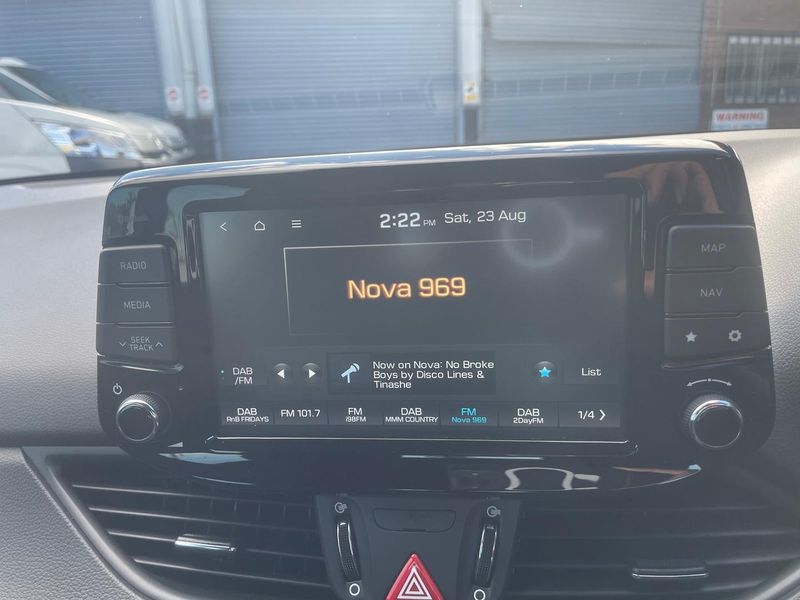 WARNING
2:22 PM Sat, 23 Aug
Nova 969
RADIO
MEDIA
SEEK
TRACK
MAP
NAV
DAB
/FM
Now on Nova: No Broke
Boys by Disco Lines &
Tinashe
List
DAB
RnB FRIDAYS
FM 101.7
FM
i98FM
DAB
MMM COUNTRY
FM
Nova 969
DAB
2DayFM
1/4